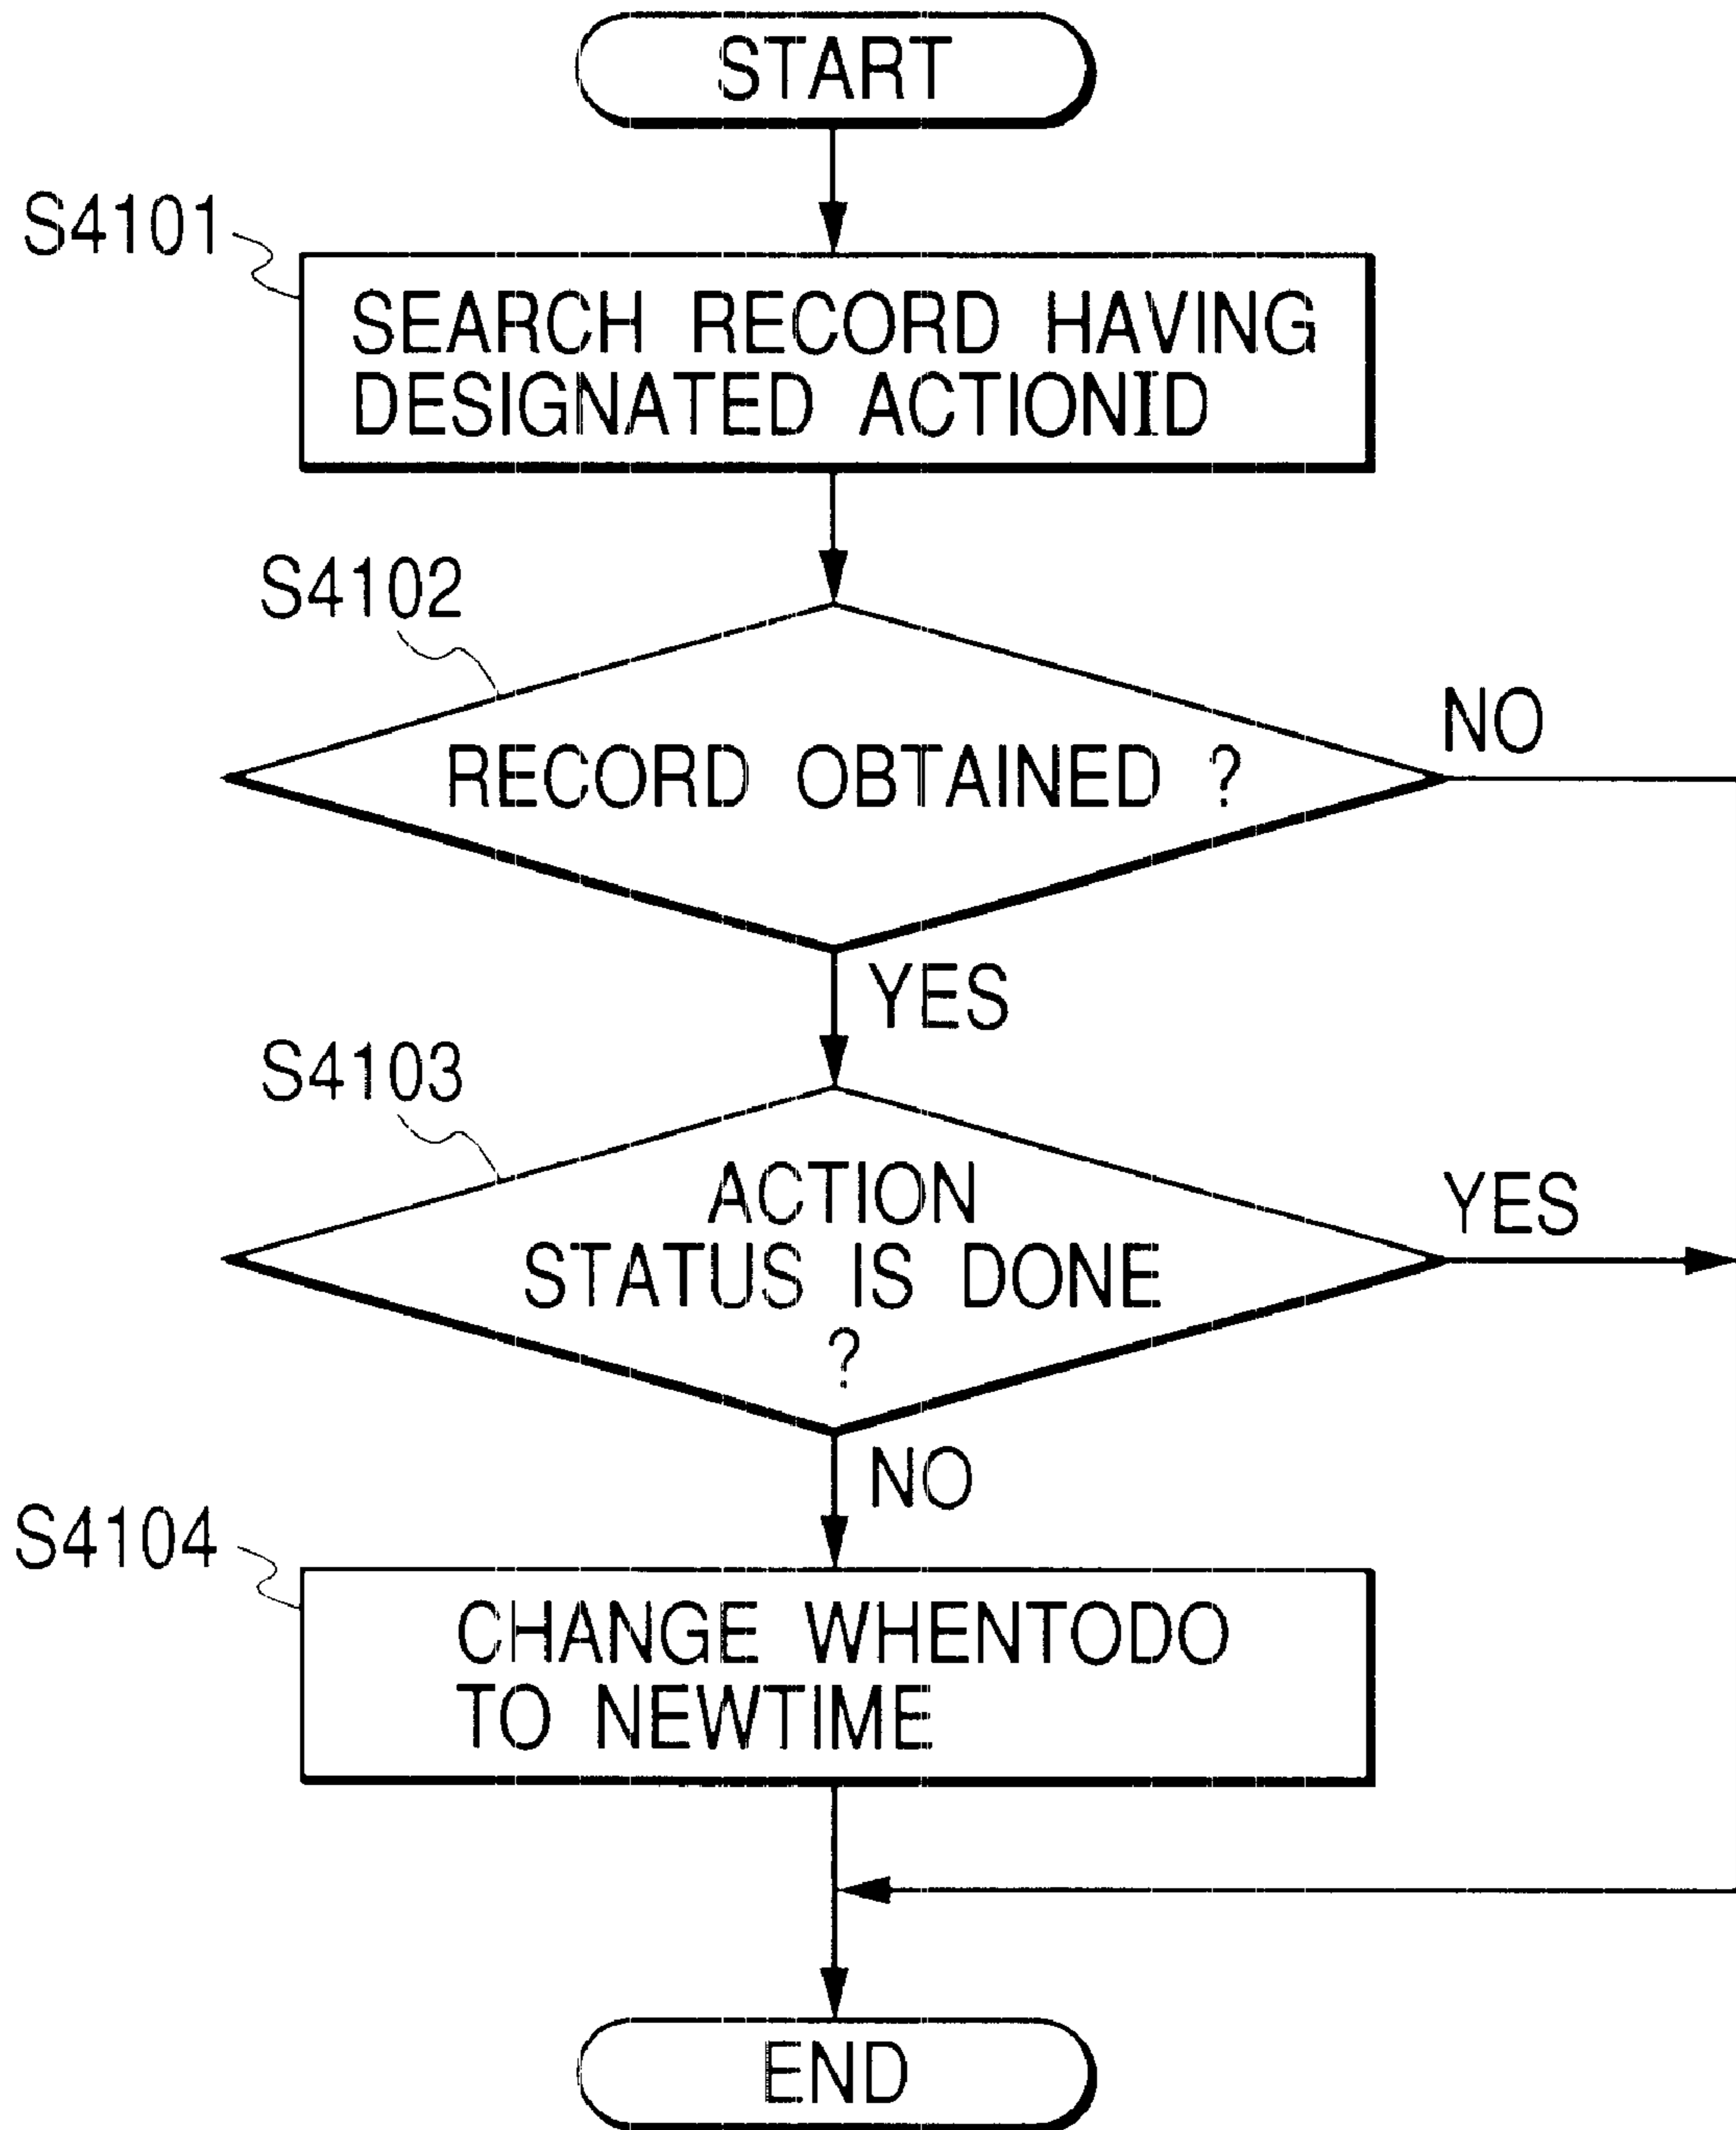 START
S4101
SEARCH RECORD HAVING
DESIGNATED ACTIONID
S4102
RECORD OBTAINED ?
NO
YES
S4103
ACTION
STATUS IS DONE
?
YES
NO
S4104
CHANGE WHENTODO
TO NEWTIME
END